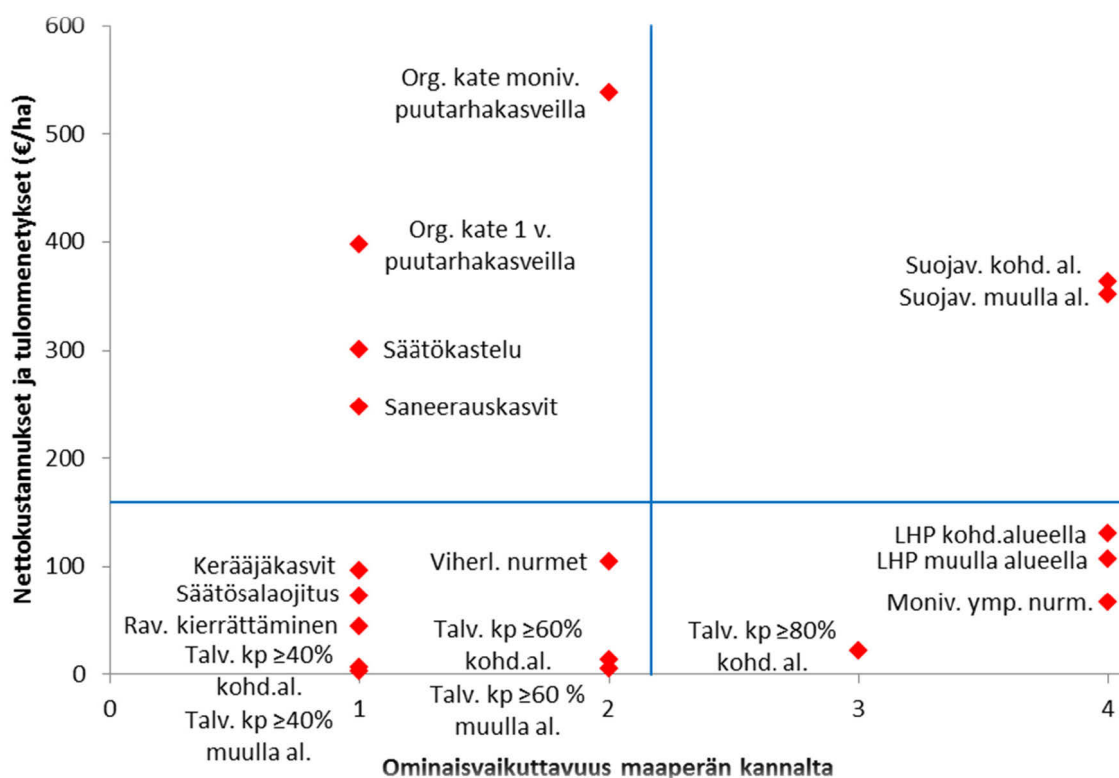 Nettokustannukset ja tulonmenetykset (€/ha)
600
500
400
300
200
100
0
Org. kate moniv.
puutarhakasveilla
Org. kate 1 v.
puutarhakasveilla
Suojav. kohd. al.
Suojav. muulla al.
Säätökastelu
Saneerauskasvit
Kerääjäkasvit
Säätösalaojitus
Rav. kierrättäminen
Talv. kp ≥40%
kohd.al.
Talv. kp ≥40%
muulla al.
Viherl. nurmet
Talv. kp ≥60%
kohd.al.
Talv. kp ≥60 %
muulla al.
Talv. kp ≥80%
kohd. al.
LHP kohd.alueella
LHP muulla alueella
Moniv. ymp. nurm.
0 1 2 3 4
Ominaisvaikuttavuus maaperän kannalta